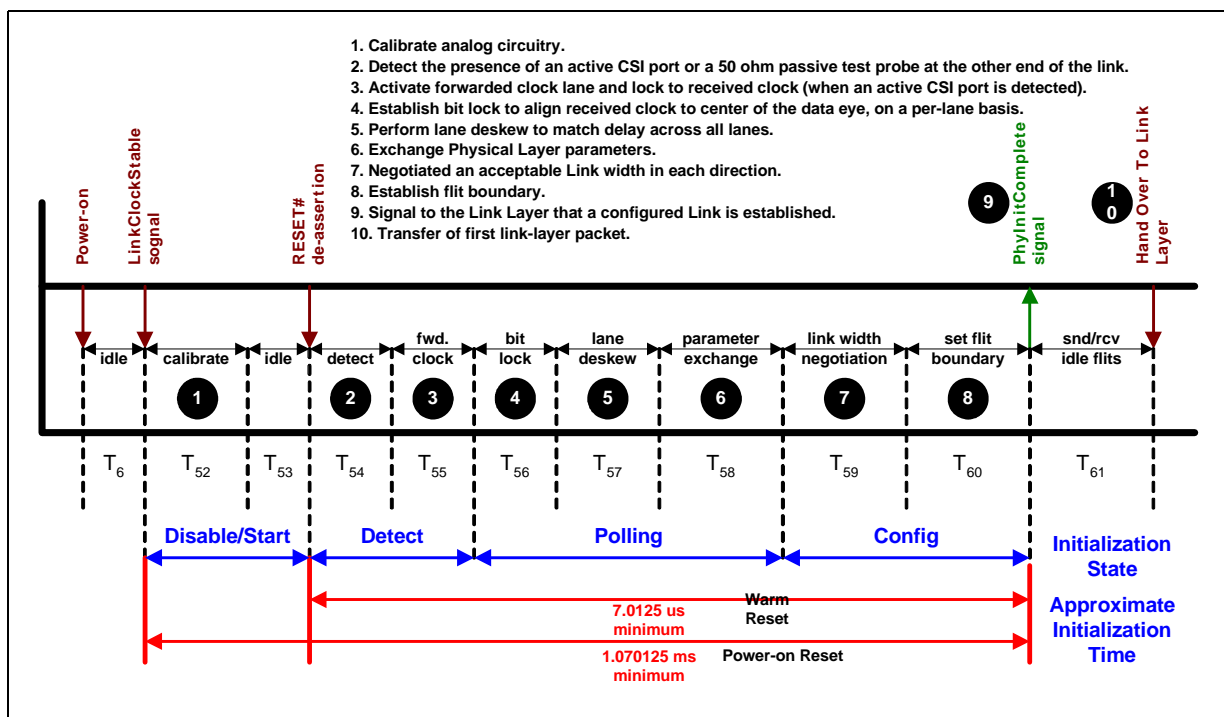 1. Calibrate analog circuitry.
2. Detect the presence of an active CSI port or a 50 ohm passive test probe at the other end of the link.
3. Activate forwarded clock lane and lock to received clock (when an active CSI port is detected).
4. Establish bit lock to align received clock to center of the data eye, on a per-lane basis.
5. Perform lane deskew to match delay across all lanes.
6. Exchange Physical Layer parameters.
7. Negotiated an acceptable Link width in each direction.
8. Establish flit boundary.
9. Signal to the Link Layer that a configured Link is established.
10. Transfer of first link-layer packet.
Power-on
LinkClockStable
sognal
RESET#
de-assertion
9
PhyInitComplete
signal
1
0
Hand Over To Link
Layer
idle
calibrate
idle
detect
fwd.
clock
bit
lock
lane
deskew
parameter
exchange
link width
negotiation
set flit
boundary
snd/rcv
idle flits
1
2
3
4
5
6
7
8
T6
T52
T53
T54
T55
T56
T57
T58
T59
T60
T61
Disable/Start
Detect
Polling
Config
Initialization
State
7.0125 us
minimum
Warm
Reset
1.070125 ms
minimum
Power-on Reset
Approximate
Initialization
Time